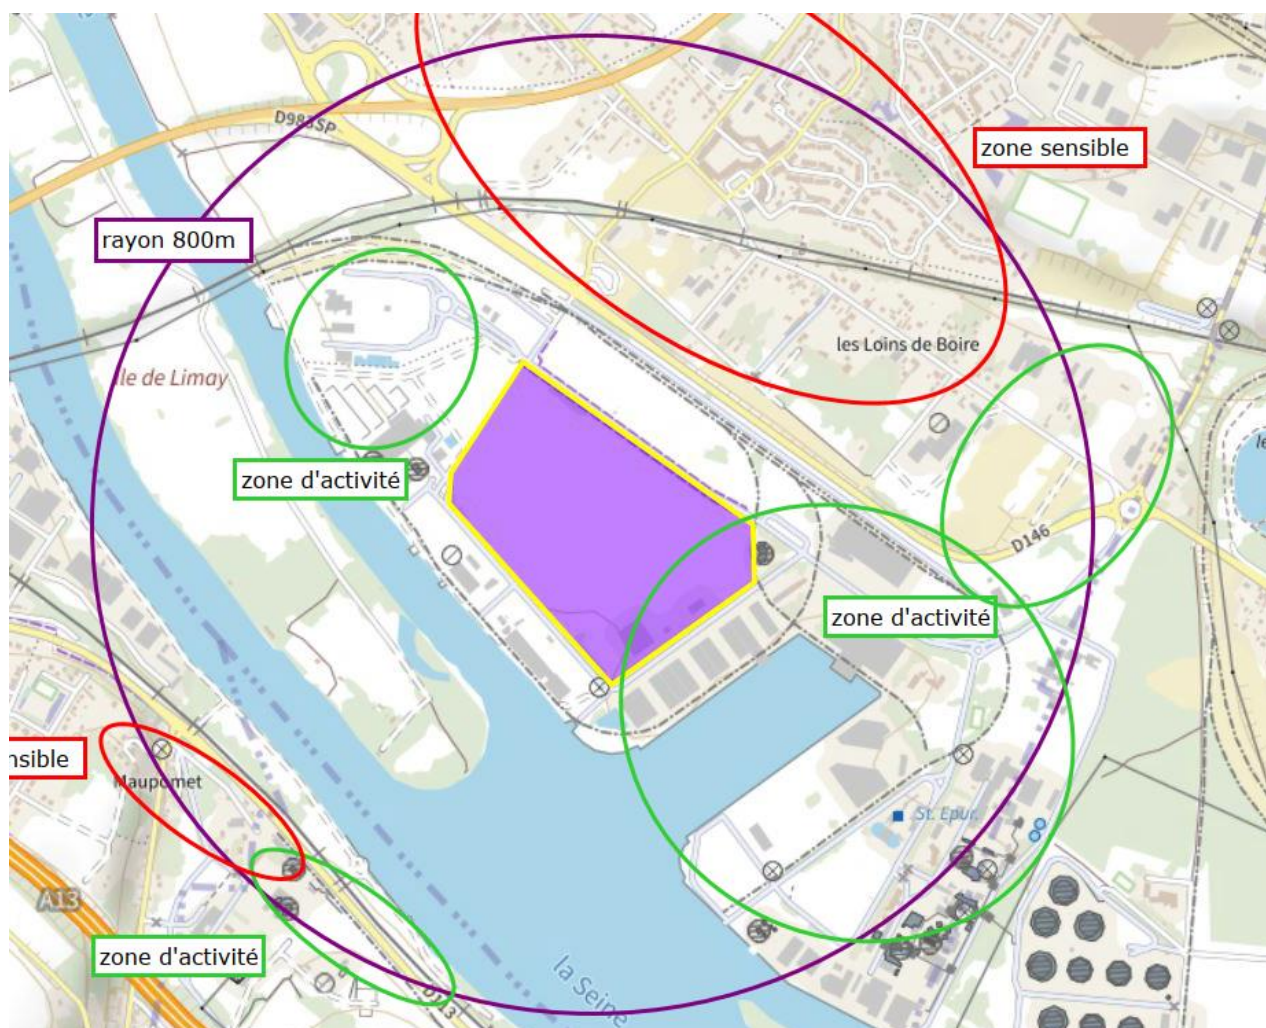 D983SP
zone sensible
rayon 800m
les Loins de Boire
Ile de Limay
zone d'activité
D146
zone d'activité
nsible
Maupomet
St. Epur.
A13
zone d'activité
la Seine
D113